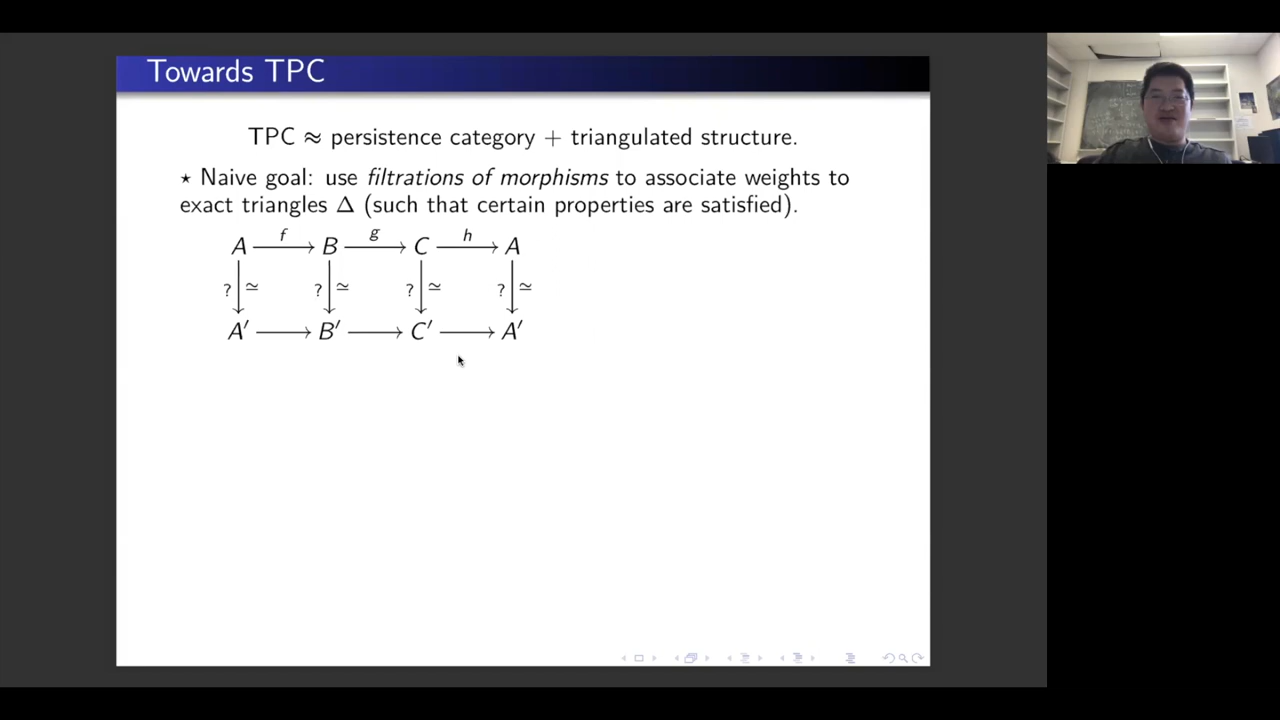 Towards TPC
TPC ≈ persistence category + triangulated structure.
⋆ Naive goal: use filtrations of morphisms to associate weights to
exact triangles Δ (such that certain properties are satisfied).
f g h
A B C A
? ≃ ? ≃ ? ≃ ? ≃
A′ B′ C′ A′